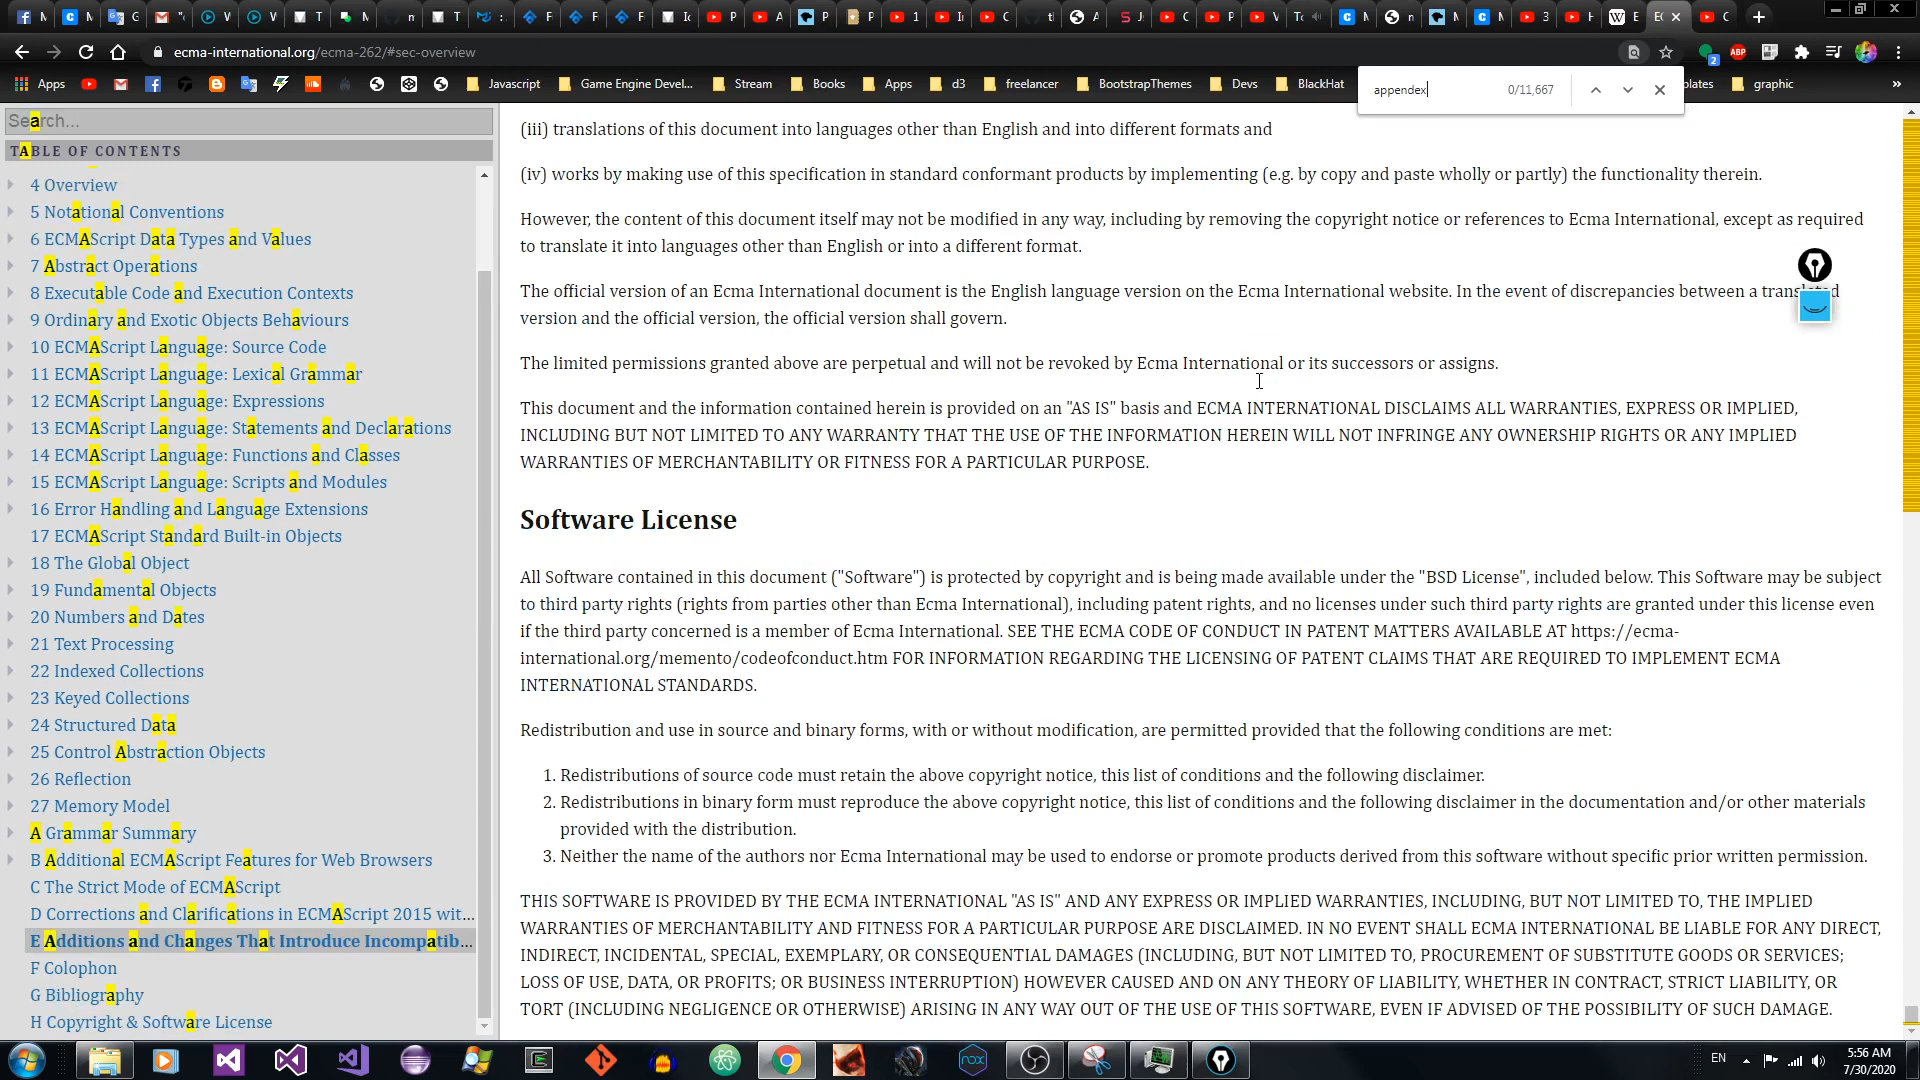 ecma-international.org/ecma-262/#sec-overview
Apps
Javascript
Game Engine Devel...
Stream
Books
Apps
d3
freelancer
BootstrapThemes
Devs
BlackHat
plates
graphic
»
appendex
0/11,667
Search...
TABLE OF CONTENTS
4 Overview
5 Notational Conventions
6 ECMAScript Data Types and Values
7 Abstract Operations
8 Executable Code and Execution Contexts
9 Ordinary and Exotic Objects Behaviours
10 ECMAScript Language: Source Code
11 ECMAScript Language: Lexical Grammar
12 ECMAScript Language: Expressions
13 ECMAScript Language: Statements and Declarations
14 ECMAScript Language: Functions and Classes
15 ECMAScript Language: Scripts and Modules
16 Error Handling and Language Extensions
17 ECMAScript Standard Built-in Objects
18 The Global Object
19 Fundamental Objects
20 Numbers and Dates
21 Text Processing
22 Indexed Collections
23 Keyed Collections
24 Structured Data
25 Control Abstraction Objects
26 Reflection
27 Memory Model
A Grammar Summary
B Additional ECMAScript Features for Web Browsers
C The Strict Mode of ECMAScript
D Corrections and Clarifications in ECMAScript 2015 wit...
E Additions and Changes That Introduce Incompatib...
F Colophon
G Bibliography
H Copyright & Software License
(iii) translations of this document into languages other than English and into different formats and
(iv) works by making use of this specification in standard conformant products by implementing (e.g. by copy and paste wholly or partly) the functionality therein.
However, the content of this document itself may not be modified in any way, including by removing the copyright notice or references to Ecma International, except as required
to translate it into languages other than English or into a different format.
The official version of an Ecma International document is the English language version on the Ecma International website. In the event of discrepancies between a translated
version and the official version, the official version shall govern.
The limited permissions granted above are perpetual and will not be revoked by Ecma International or its successors or assigns.
This document and the information contained herein is provided on an "AS IS" basis and ECMA INTERNATIONAL DISCLAIMS ALL WARRANTIES, EXPRESS OR IMPLIED,
INCLUDING BUT NOT LIMITED TO ANY WARRANTY THAT THE USE OF THE INFORMATION HEREIN WILL NOT INFRINGE ANY OWNERSHIP RIGHTS OR ANY IMPLIED
WARRANTIES OF MERCHANTABILITY OR FITNESS FOR A PARTICULAR PURPOSE.
Software License
All Software contained in this document ("Software") is protected by copyright and is being made available under the "BSD License", included below. This Software may be subject
to third party rights (rights from parties other than Ecma International), including patent rights, and no licenses under such third party rights are granted under this license even
if the third party concerned is a member of Ecma International. SEE THE ECMA CODE OF CONDUCT IN PATENT MATTERS AVAILABLE AT https://ecma-
international.org/memento/codeofconduct.htm FOR INFORMATION REGARDING THE LICENSING OF PATENT CLAIMS THAT ARE REQUIRED TO IMPLEMENT ECMA
INTERNATIONAL STANDARDS.
Redistribution and use in source and binary forms, with or without modification, are permitted provided that the following conditions are met:
1. Redistributions of source code must retain the above copyright notice, this list of conditions and the following disclaimer.
2. Redistributions in binary form must reproduce the above copyright notice, this list of conditions and the following disclaimer in the documentation and/or other materials
provided with the distribution.
3. Neither the name of the authors nor Ecma International may be used to endorse or promote products derived from this software without specific prior written permission.
THIS SOFTWARE IS PROVIDED BY THE ECMA INTERNATIONAL "AS IS" AND ANY EXPRESS OR IMPLIED WARRANTIES, INCLUDING, BUT NOT LIMITED TO, THE IMPLIED
WARRANTIES OF MERCHANTABILITY AND FITNESS FOR A PARTICULAR PURPOSE ARE DISCLAIMED. IN NO EVENT SHALL ECMA INTERNATIONAL BE LIABLE FOR ANY DIRECT,
INDIRECT, INCIDENTAL, SPECIAL, EXEMPLARY, OR CONSEQUENTIAL DAMAGES (INCLUDING, BUT NOT LIMITED TO, PROCUREMENT OF SUBSTITUTE GOODS OR SERVICES;
LOSS OF USE, DATA, OR PROFITS; OR BUSINESS INTERRUPTION) HOWEVER CAUSED AND ON ANY THEORY OF LIABILITY, WHETHER IN CONTRACT, STRICT LIABILITY, OR
TORT (INCLUDING NEGLIGENCE OR OTHERWISE) ARISING IN ANY WAY OUT OF THE USE OF THIS SOFTWARE, EVEN IF ADVISED OF THE POSSIBILITY OF SUCH DAMAGE.
EN
5:56 AM
7/30/2020